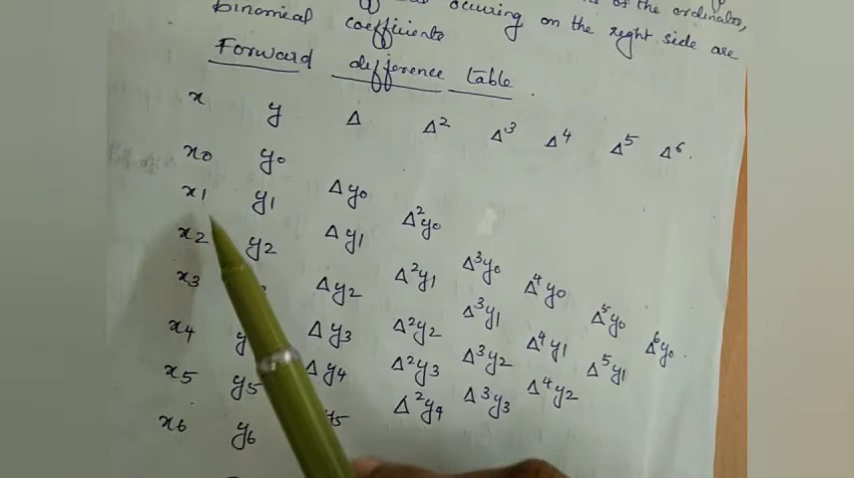 of the ordinates,
occuring on the right side are
binomial coefficients
Forward difference table.
x y Δ Δ² Δ³ Δ⁴ Δ⁵ Δ⁶.
x0 y0
x1 y1 Δy0 Δ²y0
x2 y2 Δy1 Δ²y1 Δ³y0 Δ⁴y0 Δ⁵y0 Δ⁶y0.
x3 Δy2 Δ²y2 Δ³y1 Δ⁴y1 Δ⁵y1
x4 y Δy3 Δ²y3 Δ³y2 Δ⁴y2
x5 y5 Δy4 Δ²y4 Δ³y3
x6 y6 y5